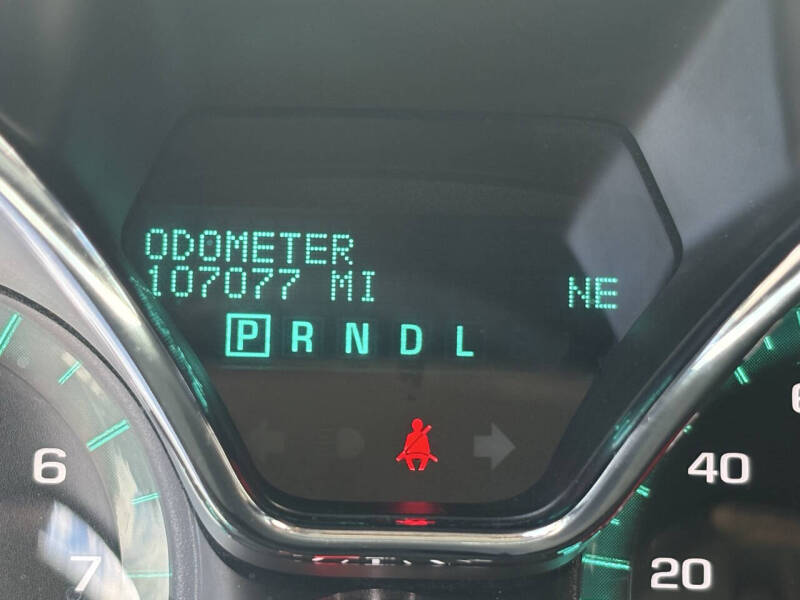 ODOMETER
107077 MI NE
P R N D L
6 40
7 20